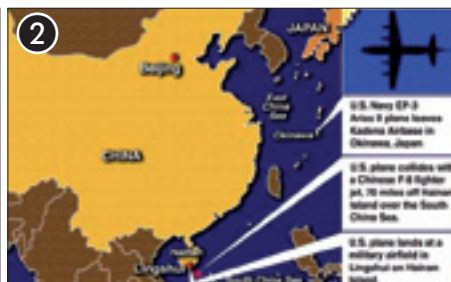 2
JAPAN
Beijing
East
China
Sea
Okinawa
CHINA
Lingshui
South China Sea
U.S. Navy EP-3
Aries II plane leaves
Kadena Airbase in
Okinawa, Japan
U.S. plane collides with
a Chinese F-8 fighter
jet, 70 miles off Hainan
Island over the South
China Sea.
U.S. plane lands at a
military airfield in
Lingshui on Hainan
Island.